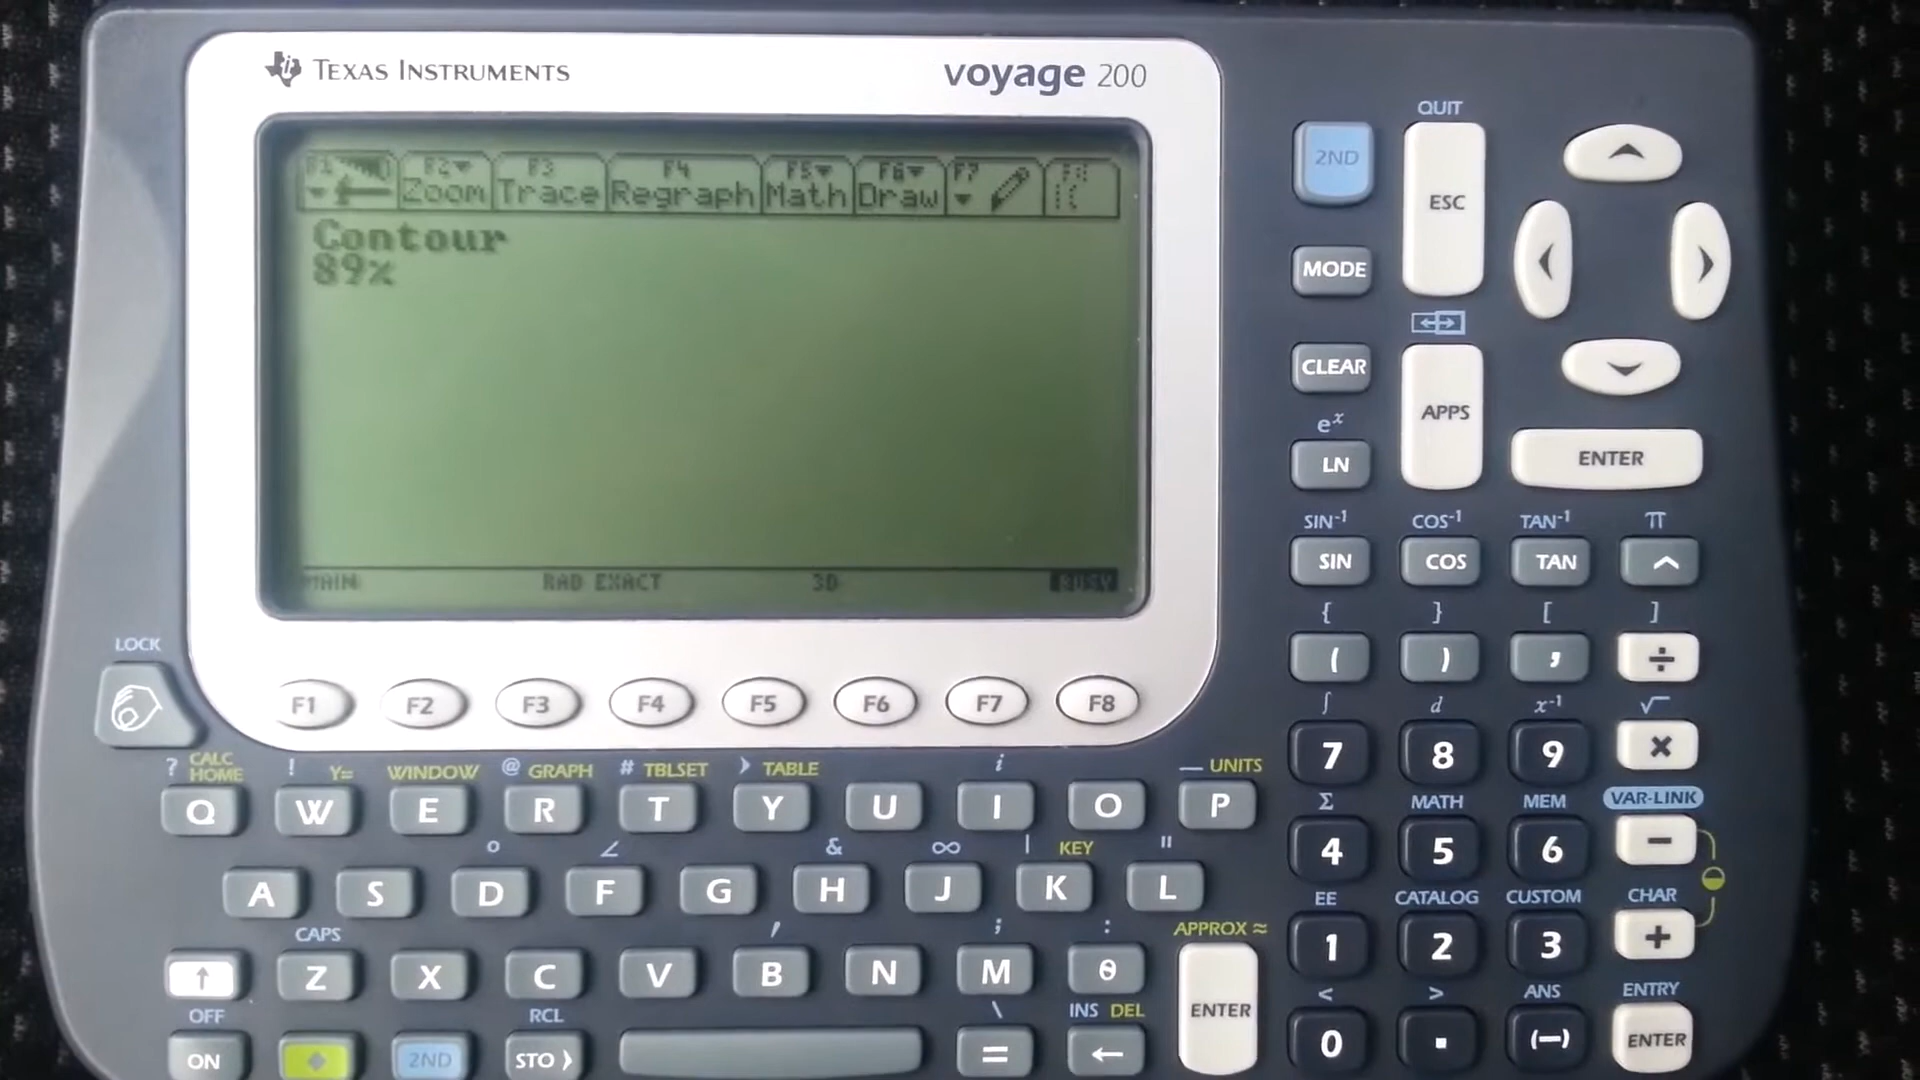 TEXAS INSTRUMENTS
voyage 200
F1 F2 F3 F4 F5 F6 F7
Zoom Trace Regraph Math Draw
Contour
89%
MAIN RAD EXACT 3D BUSY
QUIT
2ND ESC
MODE
CLEAR APPS
eˣ
LN ENTER
SIN⁻¹ COS⁻¹ TAN⁻¹ π
SIN COS TAN ^
{ } [ ]
( ) , ÷
∫ d x⁻¹ √
7 8 9 ×
Σ MATH MEM VAR-LINK
4 5 6 −
EE CATALOG CUSTOM CHAR
1 2 3 +
< > ANS ENTRY
0 . (−) ENTER
LOCK
F1 F2 F3 F4 F5 F6 F7 F8
? CALC HOME ! Y= WINDOW @ GRAPH # TBLSET > TABLE i _ UNITS
Q W E R T Y U I O P
° ∠ & ∞ | KEY "
A S D F G H J K L
CAPS ′ ; : APPROX ≈
↑ Z X C V B N M θ ENTER
OFF RCL \ INS DEL
ON ◆ 2ND STO ) = ←